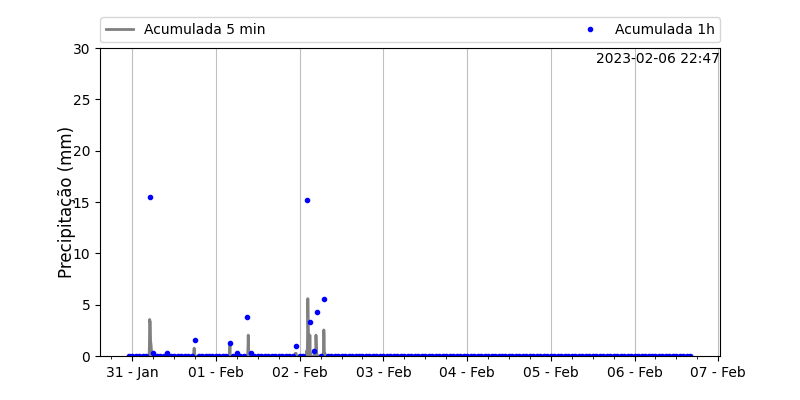 Acumulada 5 min
Acumulada 1h
2023-02-06 22:47
Precipitação (mm)
30
25
20
15
10
5
0
31 - Jan
01 - Feb
02 - Feb
03 - Feb
04 - Feb
05 - Feb
06 - Feb
07 - Feb